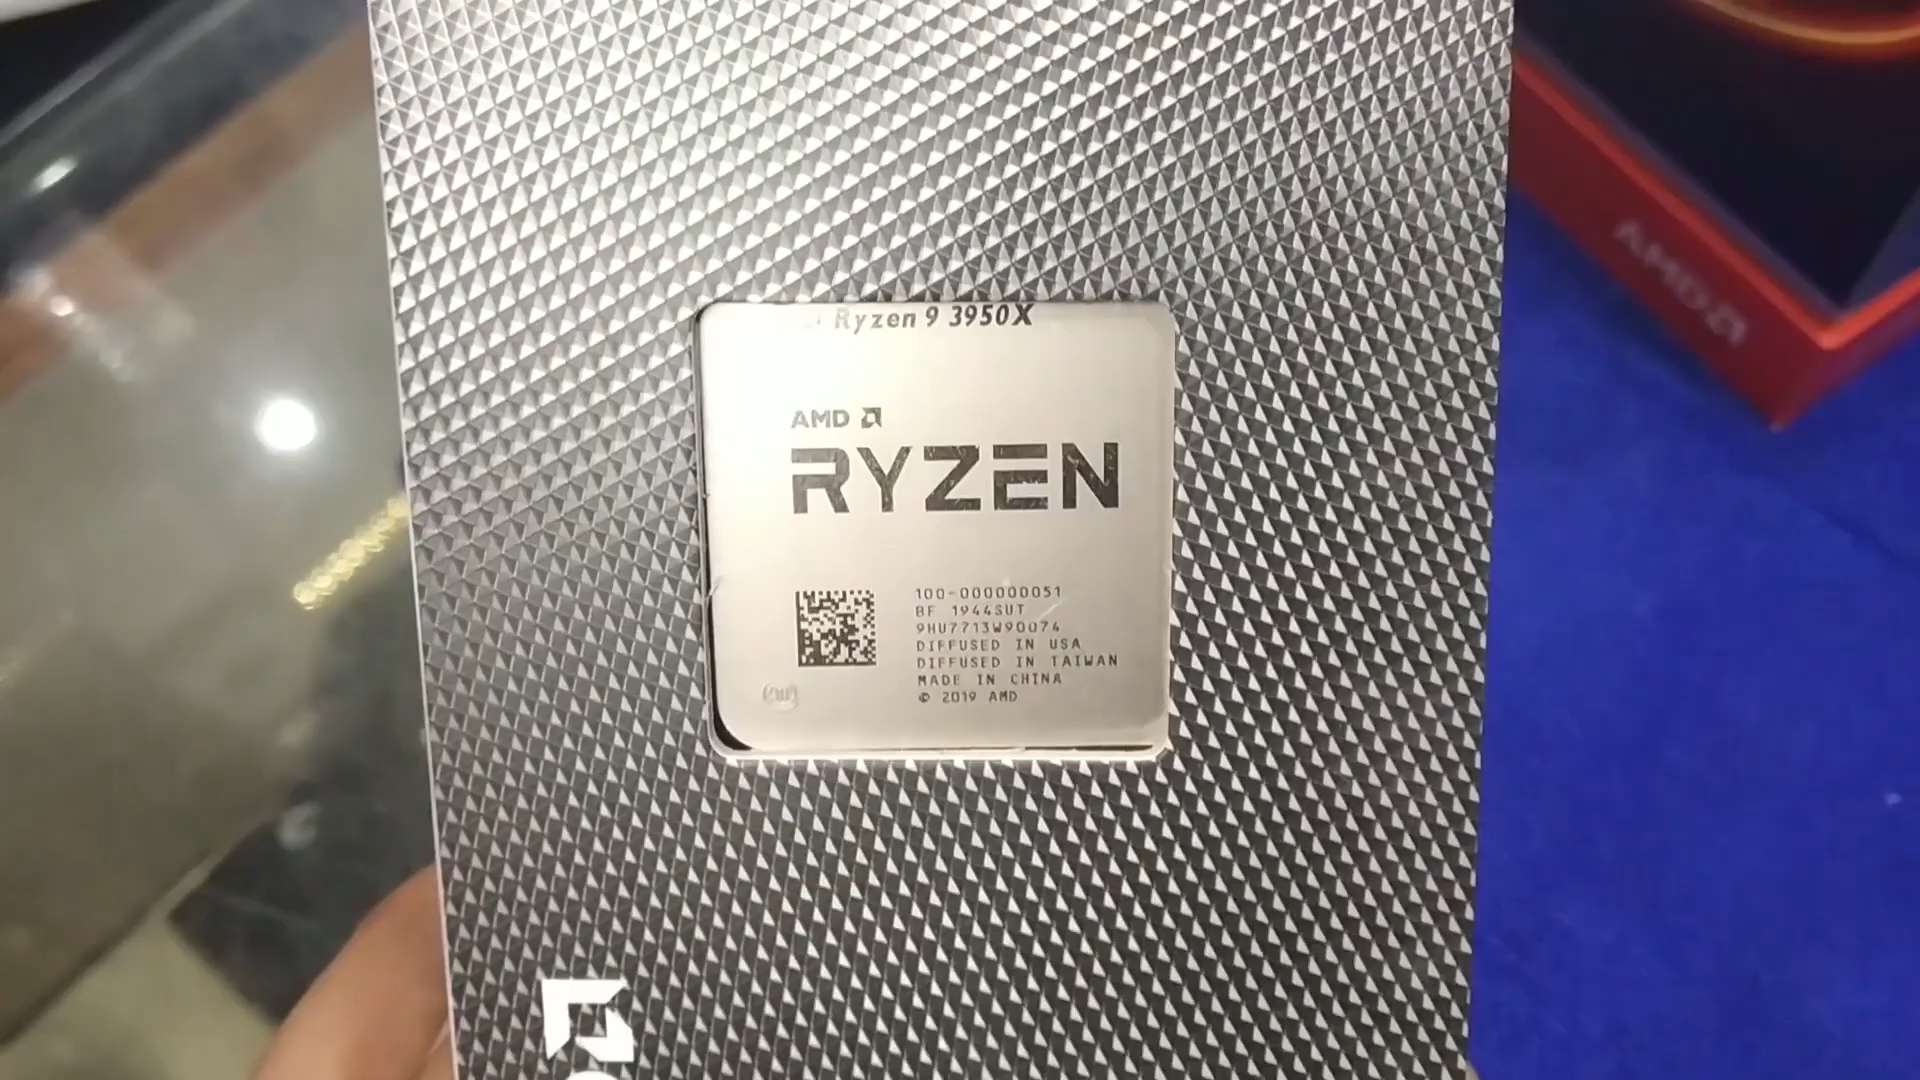 Ryzen 9 3950X
AMD
RYZEN
100-000000051
BF 1944SUT
9HU7713W90074
DIFFUSED IN USA
DIFFUSED IN TAIWAN
MADE IN CHINA
© 2019 AMD
AMD